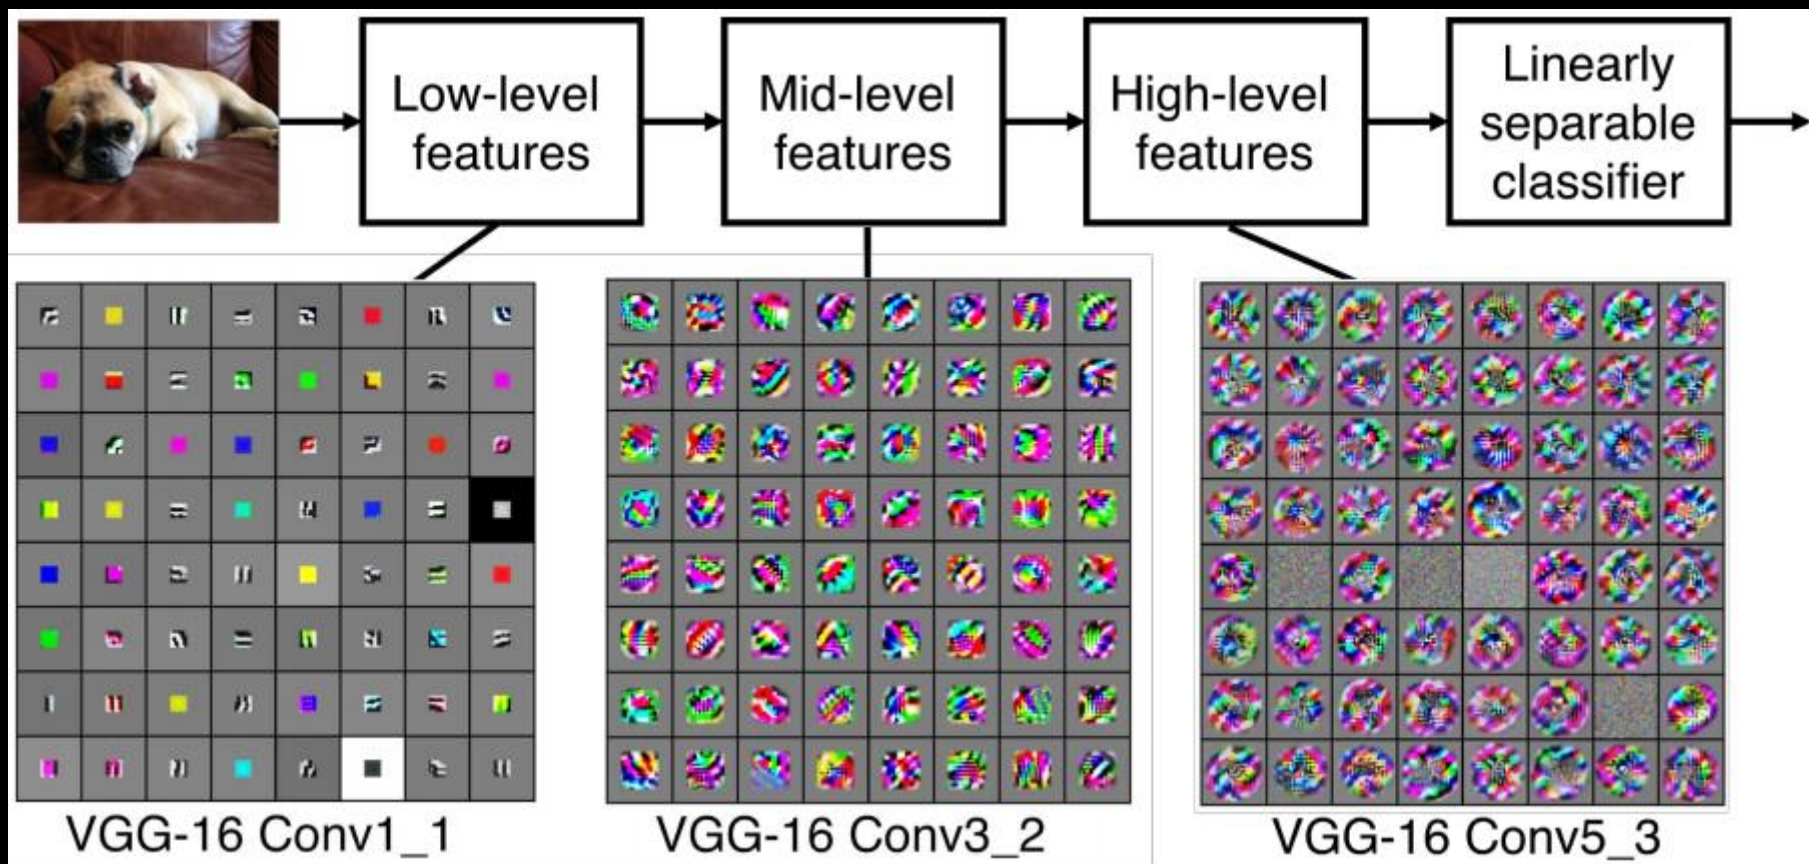 Low-level
features
Mid-level
features
High-level
features
Linearly
separable
classifier
VGG-16 Conv1_1
VGG-16 Conv3_2
VGG-16 Conv5_3